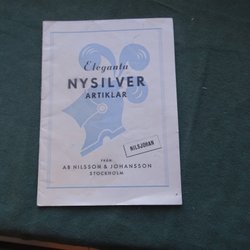 Eleganta
NYSILVER
ARTIKLAR
NILSJOHAN
FRÅN
AB NILSSON & JOHANSSON
STOCKHOLM